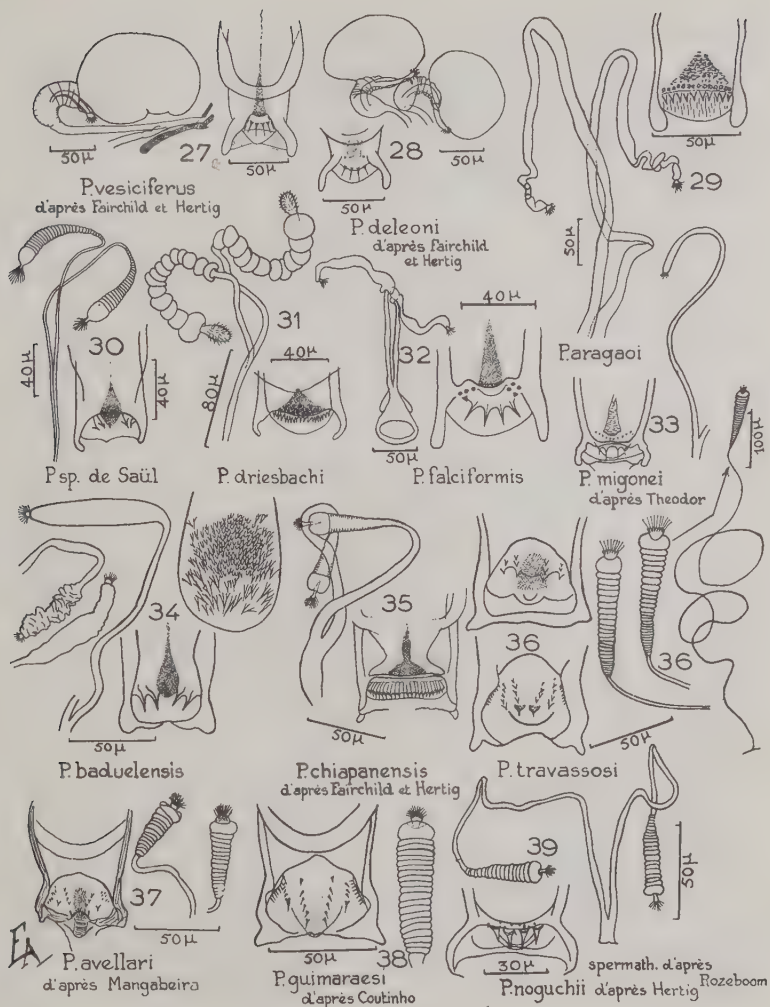 50µ
27
50µ
P.vesiciferus
d'après Fairchild et Hertig
28
50µ
50µ
P.deleoni
d'après Fairchild
et Hertig
50µ
29
50µ
P.aragaoi
40µ
30
40µ
P.sp. de Saül
31
80µ
40µ
P. driesbachi
32
50µ
40µ
P. falciformis
33
P. migonei
d'après Theodor
100µ
34
50µ
P. baduelensis
35
50µ
P.chiapanensis
d'après Fairchild et Hertig
36
36
50µ
P. travassosi
37
50µ
EA
P.avellari
d'après Mangabeira
50µ
38
P. guimaraesi
d'après Coutinho
39
30µ
50µ
P.noguchii d'après Hertig
spermath. d'après
Rozeboom